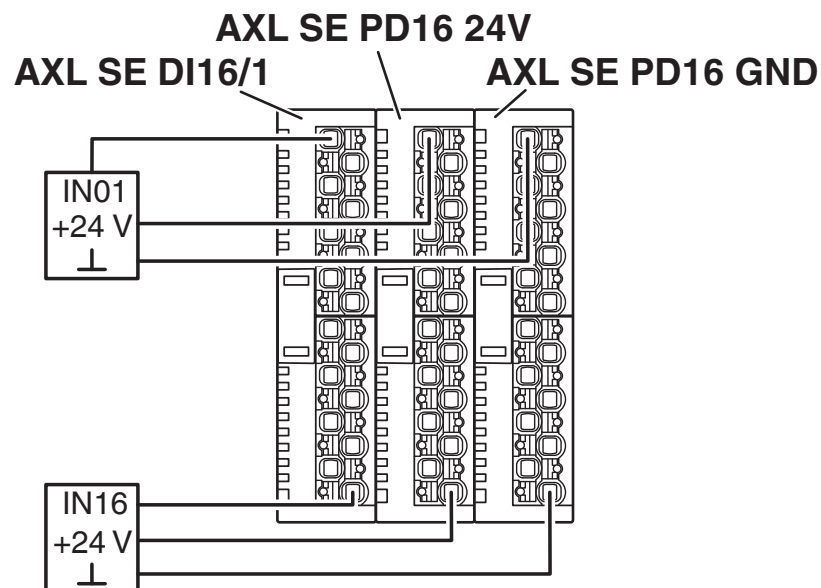 AXL SE PD16 24V
AXL SE DI16/1
AXL SE PD16 GND
IN01
+24 V
IN16
+24 V